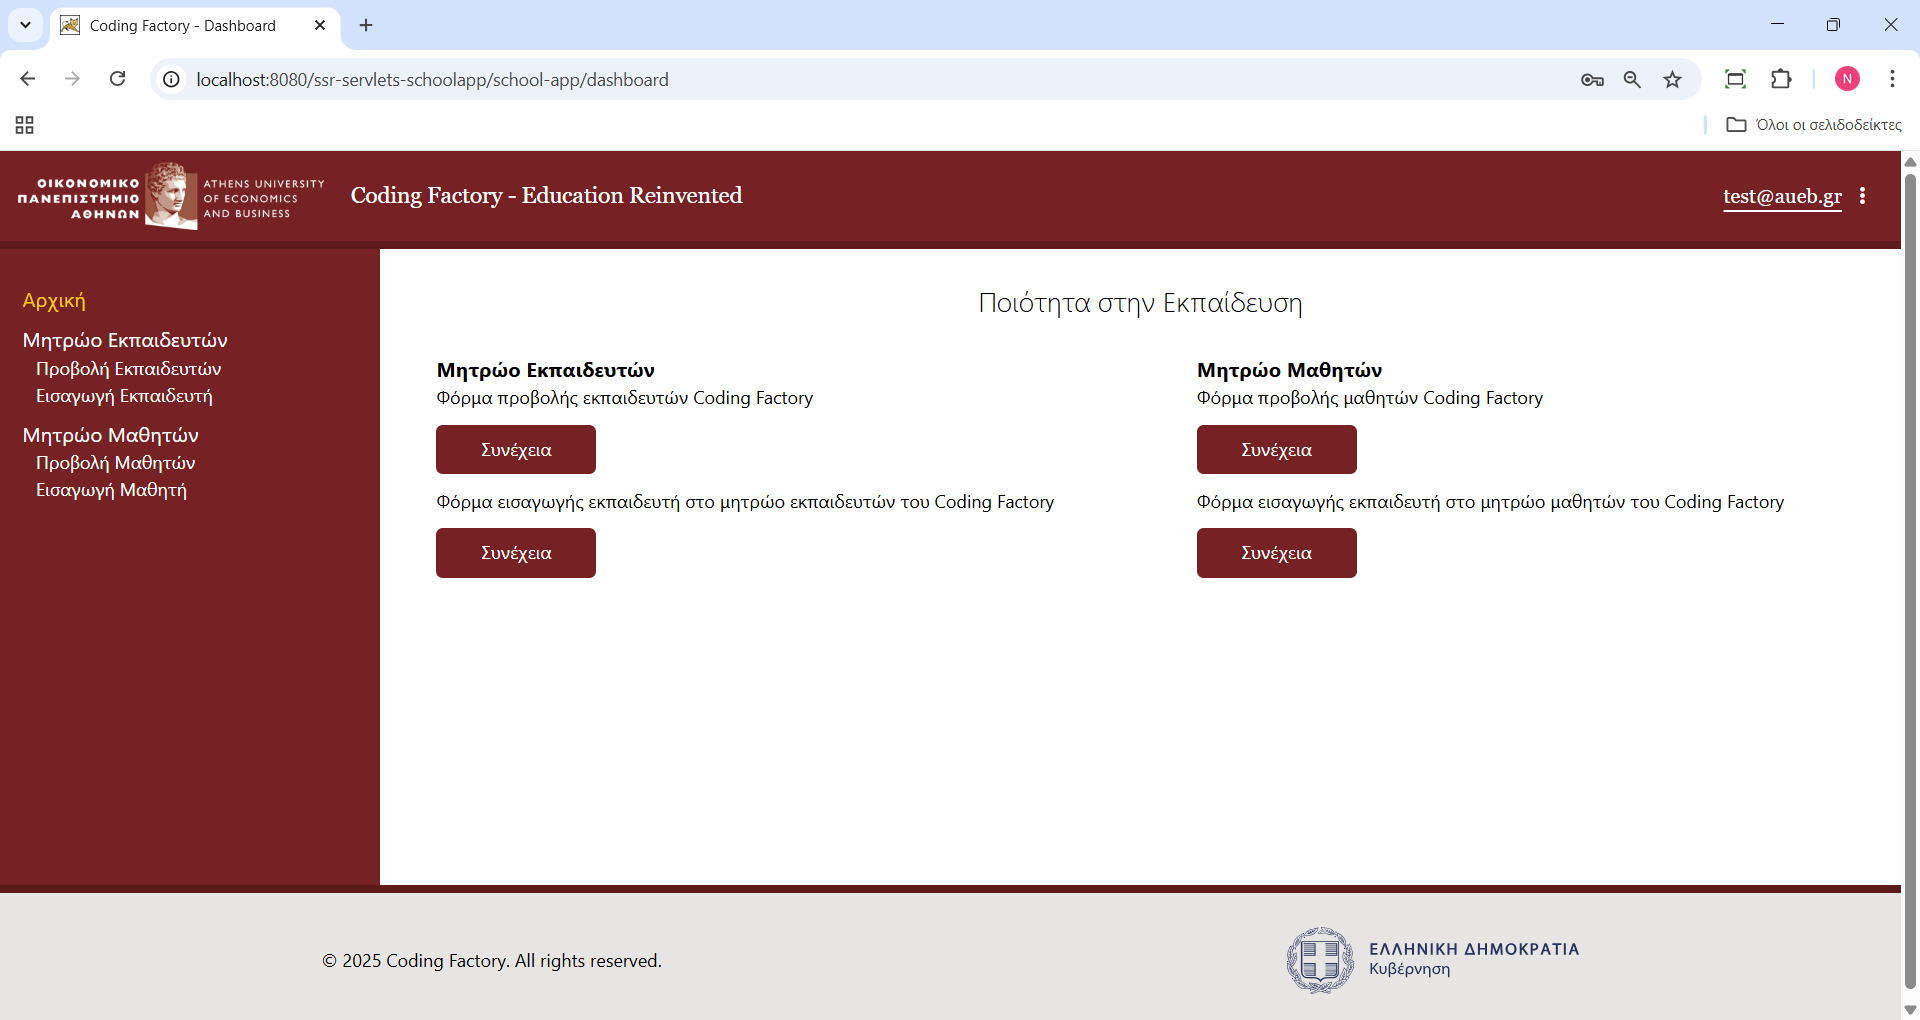 Coding Factory - Dashboard
localhost:8080/ssr-servlets-schoolapp/school-app/dashboard
N
Όλοι οι σελιδοδείκτες
ΟΙΚΟΝΟΜΙΚΟ
ΠΑΝΕΠΙΣΤΗΜΙΟ
ΑΘΗΝΩΝ
ATHENS UNIVERSITY
OF ECONOMICS
AND BUSINESS
Coding Factory - Education Reinvented
test@aueb.gr
Αρχική
Μητρώο Εκπαιδευτών
Προβολή Εκπαιδευτών
Εισαγωγή Εκπαιδευτή
Μητρώο Μαθητών
Προβολή Μαθητών
Εισαγωγή Μαθητή
Ποιότητα στην Εκπαίδευση
Μητρώο Εκπαιδευτών
Φόρμα προβολής εκπαιδευτών Coding Factory
Συνέχεια
Φόρμα εισαγωγής εκπαιδευτή στο μητρώο εκπαιδευτών του Coding Factory
Συνέχεια
Μητρώο Μαθητών
Φόρμα προβολής μαθητών Coding Factory
Συνέχεια
Φόρμα εισαγωγής εκπαιδευτή στο μητρώο μαθητών του Coding Factory
Συνέχεια
© 2025 Coding Factory. All rights reserved.
ΕΛΛΗΝΙΚΗ ΔΗΜΟΚΡΑΤΙΑ
Κυβέρνηση